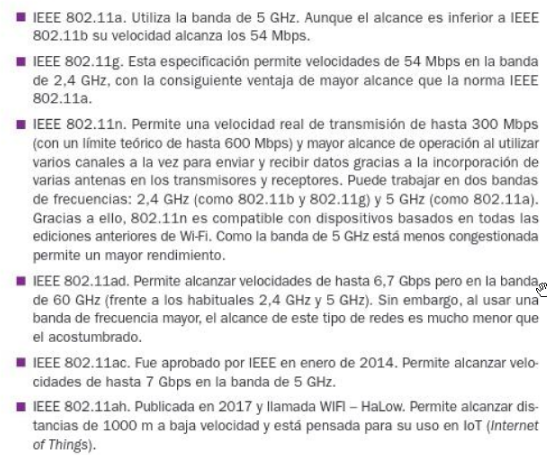 ■ IEEE 802.11a. Utiliza la banda de 5 GHz. Aunque el alcance es inferior a IEEE
802.11b su velocidad alcanza los 54 Mbps.
■ IEEE 802.11g. Esta especificación permite velocidades de 54 Mbps en la banda
de 2,4 GHz, con la consiguiente ventaja de mayor alcance que la norma IEEE
802.11a.
■ IEEE 802.11n. Permite una velocidad real de transmisión de hasta 300 Mbps
(con un límite teórico de hasta 600 Mbps) y mayor alcance de operación al utilizar
varios canales a la vez para enviar y recibir datos gracias a la incorporación de
varias antenas en los transmisores y receptores. Puede trabajar en dos bandas
de frecuencias: 2,4 GHz (como 802.11b y 802.11g) y 5 GHz (como 802.11a).
Gracias a ello, 802.11n es compatible con dispositivos basados en todas las
ediciones anteriores de Wi-Fi. Como la banda de 5 GHz está menos congestionada
permite un mayor rendimiento.
■ IEEE 802.11ad. Permite alcanzar velocidades de hasta 6,7 Gbps pero en la banda
de 60 GHz (frente a los habituales 2,4 GHz y 5 GHz). Sin embargo, al usar una
banda de frecuencia mayor, el alcance de este tipo de redes es mucho menor que
el acostumbrado.
■ IEEE 802.11ac. Fue aprobado por IEEE en enero de 2014. Permite alcanzar velo-
cidades de hasta 7 Gbps en la banda de 5 GHz.
■ IEEE 802.11ah. Publicada en 2017 y llamada WIFI – HaLow. Permite alcanzar dis-
tancias de 1000 m a baja velocidad y está pensada para su uso en IoT (Internet
of Things).